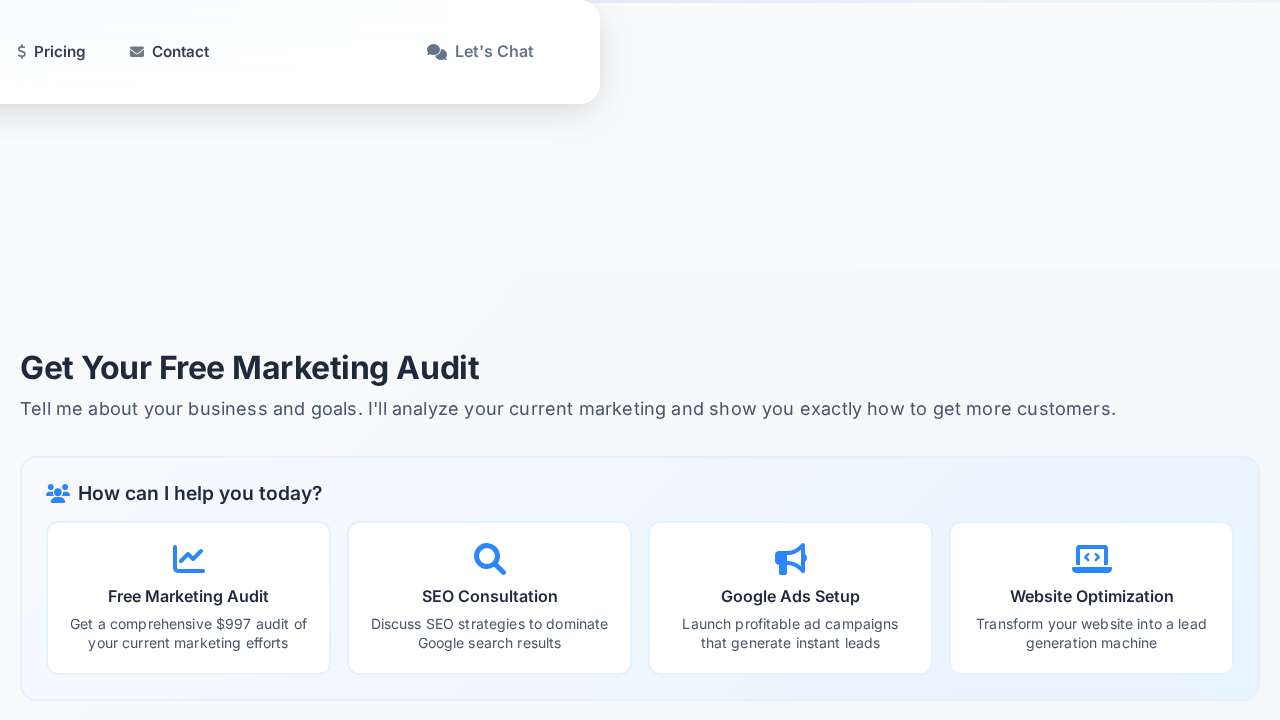 Pricing
Contact
Let's Chat
Get Your Free Marketing Audit
Tell me about your business and goals. I'll analyze your current marketing and show you exactly how to get more customers.
How can I help you today?
Free Marketing Audit
Get a comprehensive $997 audit of
your current marketing efforts
SEO Consultation
Discuss SEO strategies to dominate
Google search results
Google Ads Setup
Launch profitable ad campaigns
that generate instant leads
Website Optimization
Transform your website into a lead
generation machine